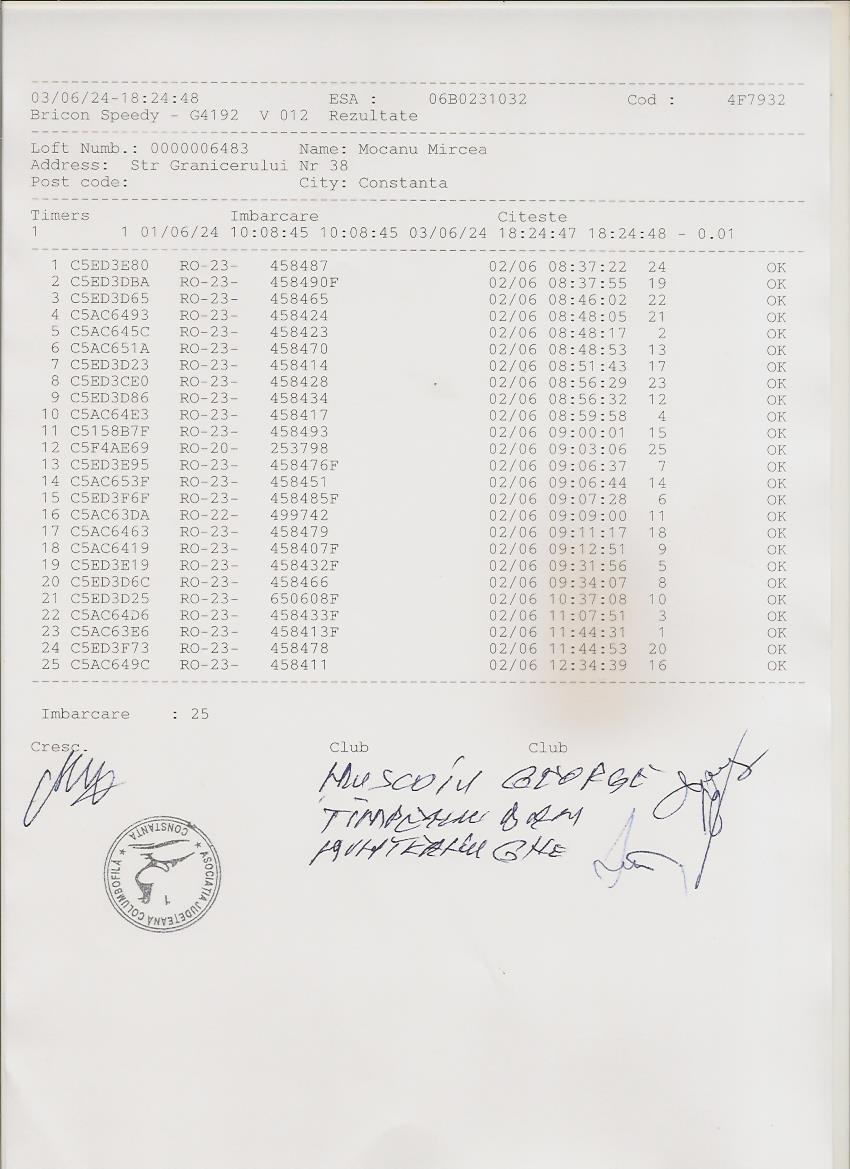 03/06/24-18:24:48 ESA : 06B0231032 Cod : 4F7932
Bricon Speedy - G4192 V 012 Rezultate
Loft Numb.: 0000006483 Name: Mocanu Mircea
Address: Str Granicerului Nr 38
Post code: City: Constanta
Timers Imbarcare Citeste
1 1 01/06/24 10:08:45 10:08:45 03/06/24 18:24:47 18:24:48 - 0.01
1 C5ED3E80 RO-23- 458487 02/06 08:37:22 24 OK
2 C5ED3DBA RO-23- 458490F 02/06 08:37:55 19 OK
3 C5ED3D65 RO-23- 458465 02/06 08:46:02 22 OK
4 C5AC6493 RO-23- 458424 02/06 08:48:05 21 OK
5 C5AC645C RO-23- 458423 02/06 08:48:17 2 OK
6 C5AC651A RO-23- 458470 02/06 08:48:53 13 OK
7 C5ED3D23 RO-23- 458414 02/06 08:51:43 17 OK
8 C5ED3CE0 RO-23- 458428 02/06 08:56:29 23 OK
9 C5ED3D86 RO-23- 458434 02/06 08:56:32 12 OK
10 C5AC64E3 RO-23- 458417 02/06 08:59:58 4 OK
11 C5158B7F RO-23- 458493 02/06 09:00:01 15 OK
12 C5F4AE69 RO-20- 253798 02/06 09:03:06 25 OK
13 C5ED3E95 RO-23- 458476F 02/06 09:06:37 7 OK
14 C5AC653F RO-23- 458451 02/06 09:06:44 14 OK
15 C5ED3F6F RO-23- 458485F 02/06 09:07:28 6 OK
16 C5AC63DA RO-22- 499742 02/06 09:09:00 11 OK
17 C5AC6463 RO-23- 458479 02/06 09:11:17 18 OK
18 C5AC6419 RO-23- 458407F 02/06 09:12:51 9 OK
19 C5ED3E19 RO-23- 458432F 02/06 09:31:56 5 OK
20 C5ED3D6C RO-23- 458466 02/06 09:34:07 8 OK
21 C5ED3D25 RO-23- 650608F 02/06 10:37:08 10 OK
22 C5AC64D6 RO-23- 458433F 02/06 11:07:51 3 OK
23 C5AC63E6 RO-23- 458413F 02/06 11:44:31 1 OK
24 C5ED3F73 RO-23- 458478 02/06 11:44:53 20 OK
25 C5AC649C RO-23- 458411 02/06 12:34:39 16 OK
Imbarcare : 25
Cresc. Club Club
GEORGE
GHE
ASOCIATIA JUDETEANA COLUMBOFILĂ
CONSTANTA
1